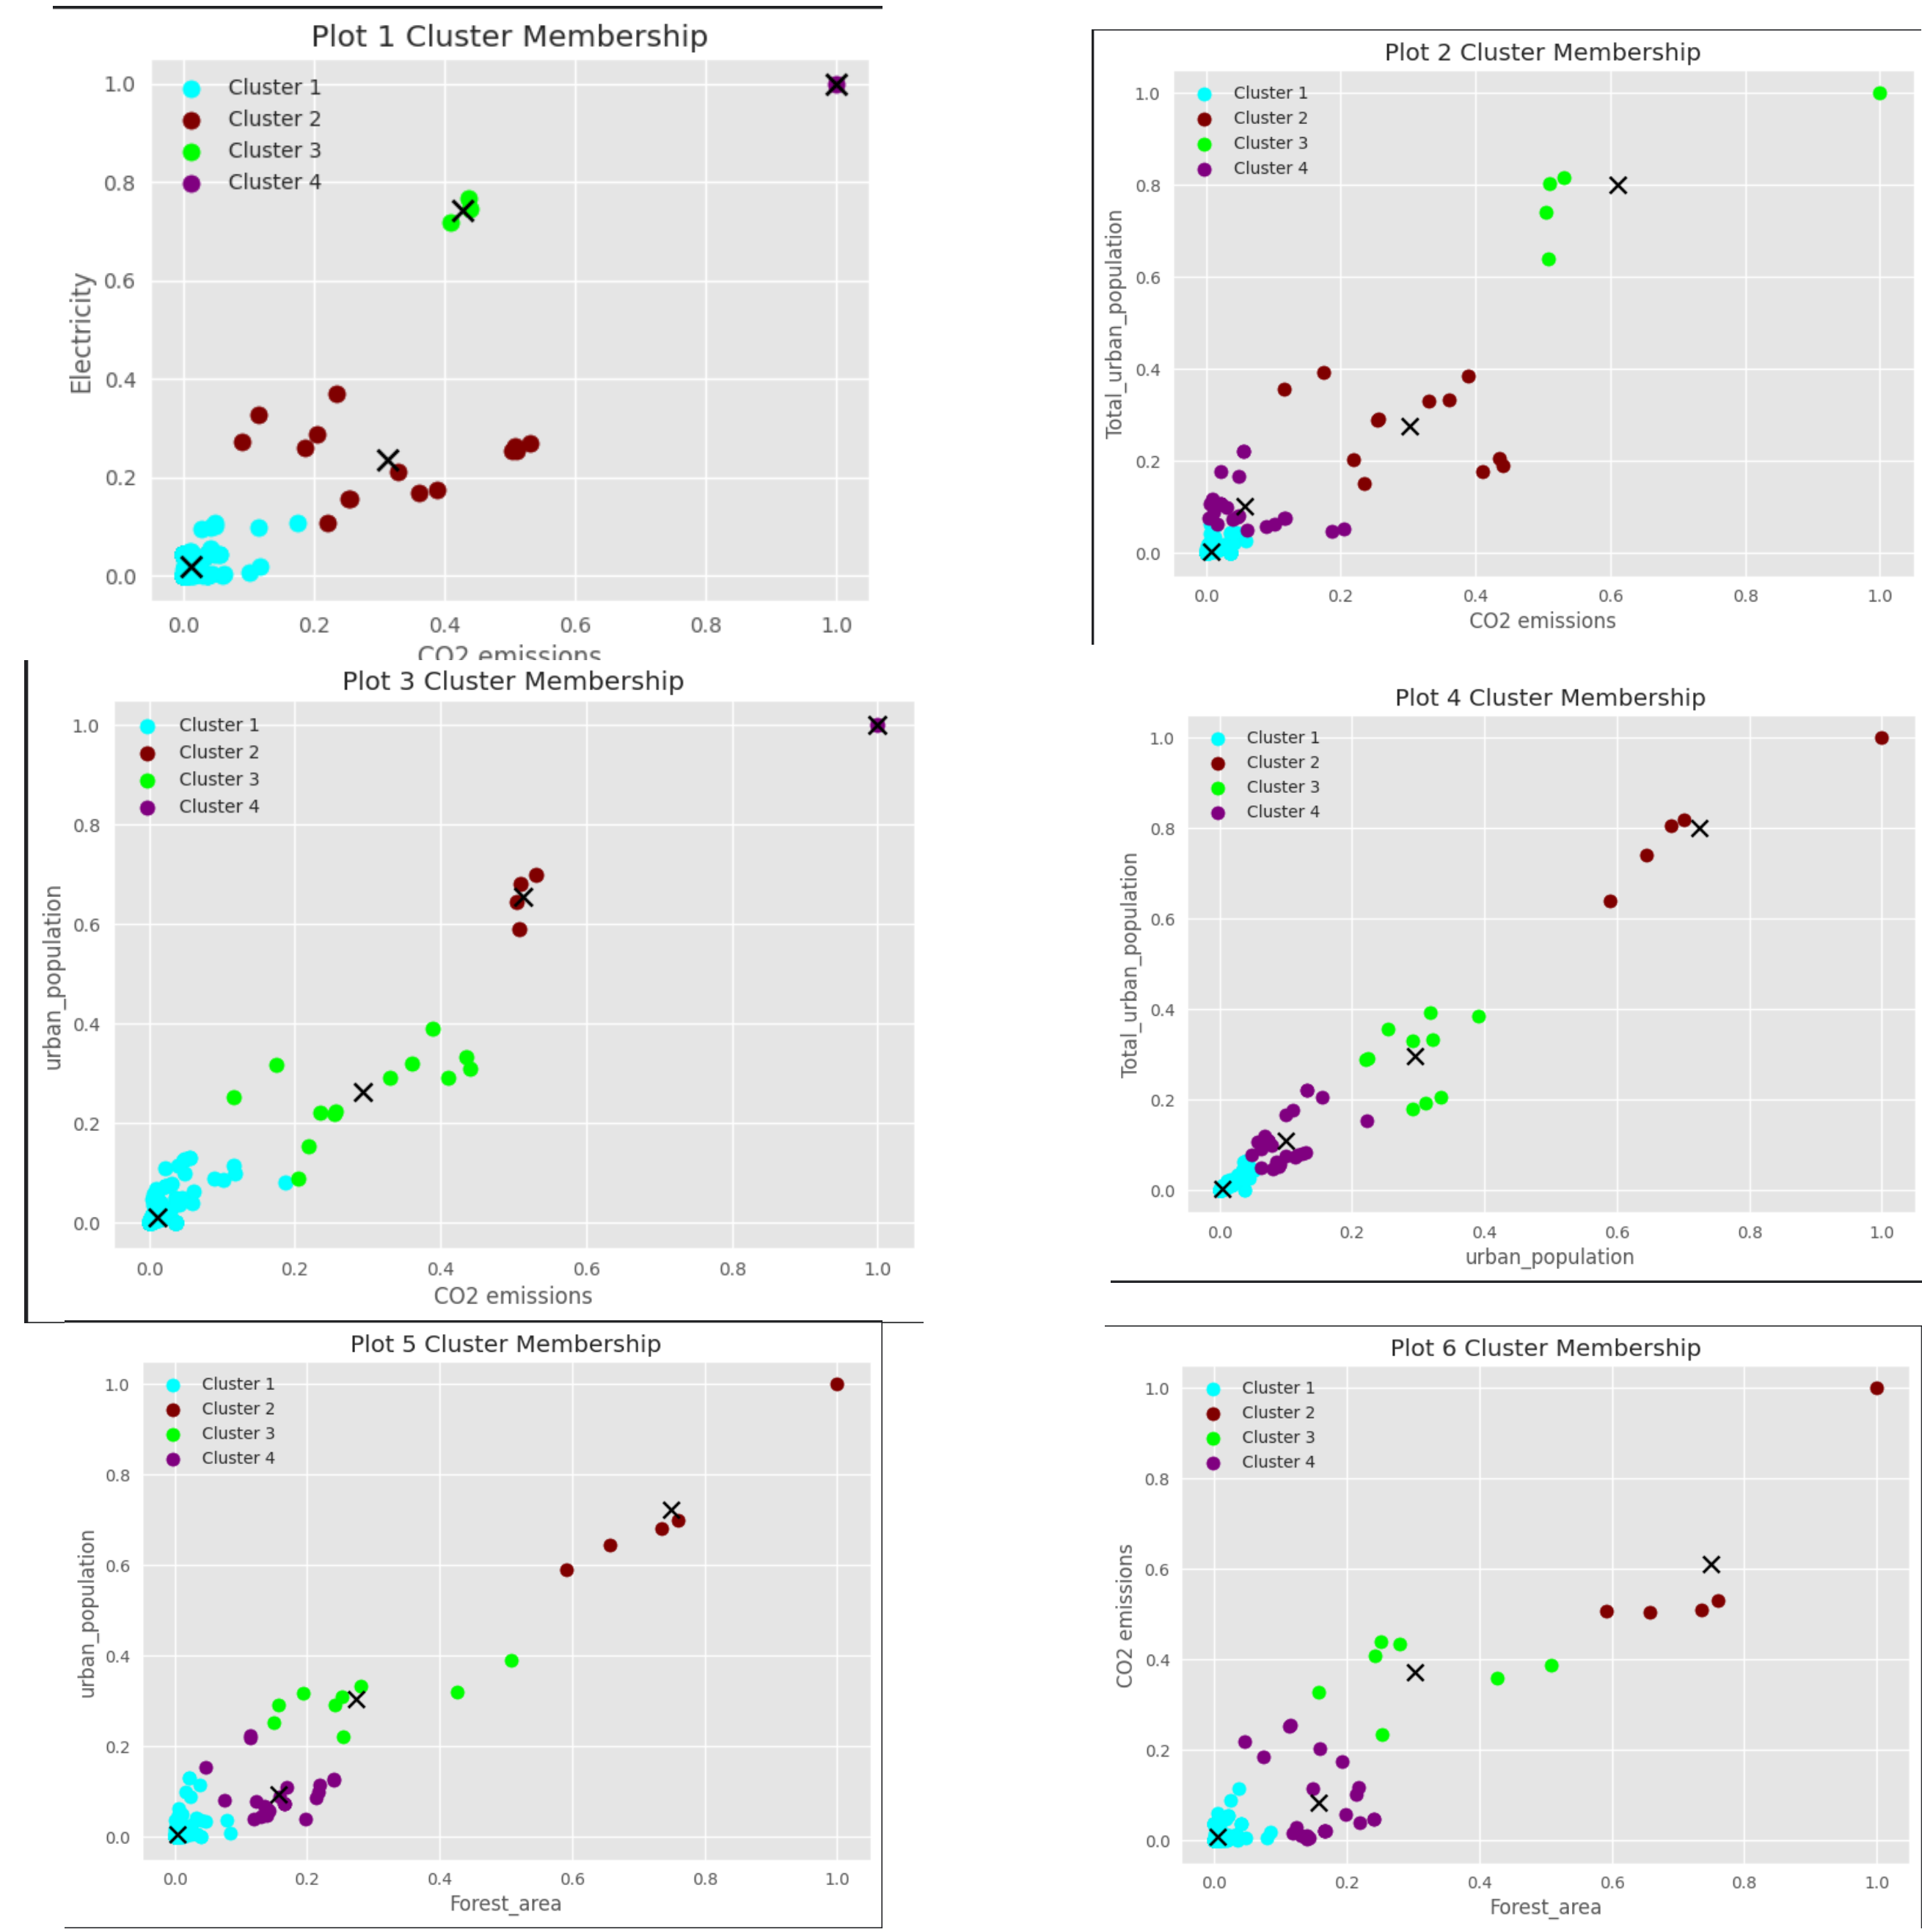 Plot 1 Cluster Membership
Cluster 1
Cluster 2
Cluster 3
Cluster 4
1.0
0.8
0.6
0.4
0.2
0.0
Electricity
0.0 0.2 0.4 0.6 0.8 1.0
CO2 emissions
Plot 2 Cluster Membership
Cluster 1
Cluster 2
Cluster 3
Cluster 4
1.0
0.8
0.6
0.4
0.2
0.0
Total_urban_population
0.0 0.2 0.4 0.6 0.8 1.0
CO2 emissions
Plot 3 Cluster Membership
Cluster 1
Cluster 2
Cluster 3
Cluster 4
1.0
0.8
0.6
0.4
0.2
0.0
urban_population
0.0 0.2 0.4 0.6 0.8 1.0
CO2 emissions
Plot 4 Cluster Membership
Cluster 1
Cluster 2
Cluster 3
Cluster 4
1.0
0.8
0.6
0.4
0.2
0.0
Total_urban_population
0.0 0.2 0.4 0.6 0.8 1.0
urban_population
Plot 5 Cluster Membership
Cluster 1
Cluster 2
Cluster 3
Cluster 4
1.0
0.8
0.6
0.4
0.2
0.0
urban_population
0.0 0.2 0.4 0.6 0.8 1.0
Forest_area
Plot 6 Cluster Membership
Cluster 1
Cluster 2
Cluster 3
Cluster 4
1.0
0.8
0.6
0.4
0.2
0.0
CO2 emissions
0.0 0.2 0.4 0.6 0.8 1.0
Forest_area